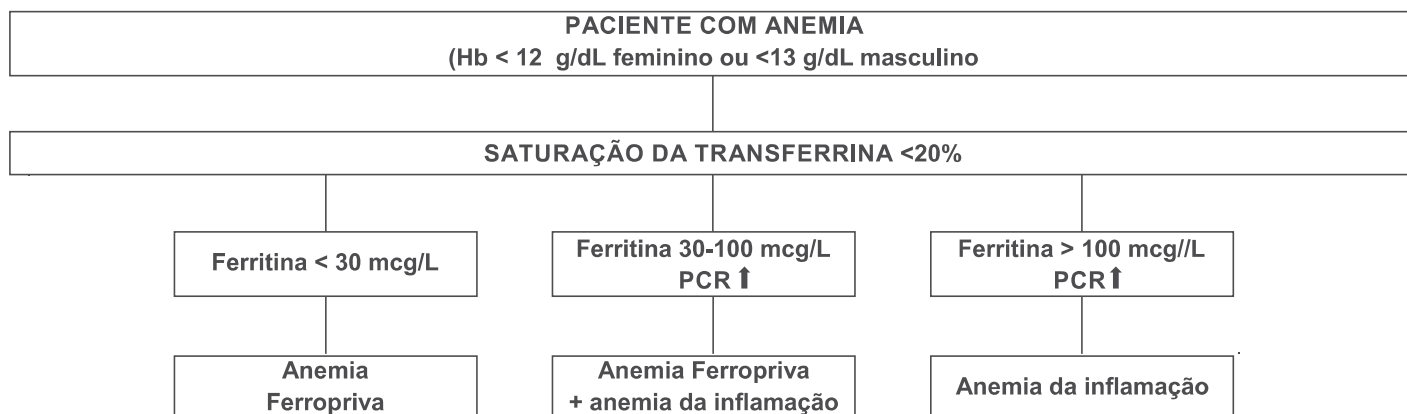 PACIENTE COM ANEMIA
(Hb < 12 g/dL feminino ou <13 g/dL masculino
SATURAÇÃO DA TRANSFERRINA <20%
Ferritina < 30 mcg/L
Ferritina 30-100 mcg/L
PCR ⬆
Ferritina > 100 mcg//L
PCR ⬆
Anemia
Ferropriva
Anemia Ferropriva
+ anemia da inflamação
Anemia da inflamação